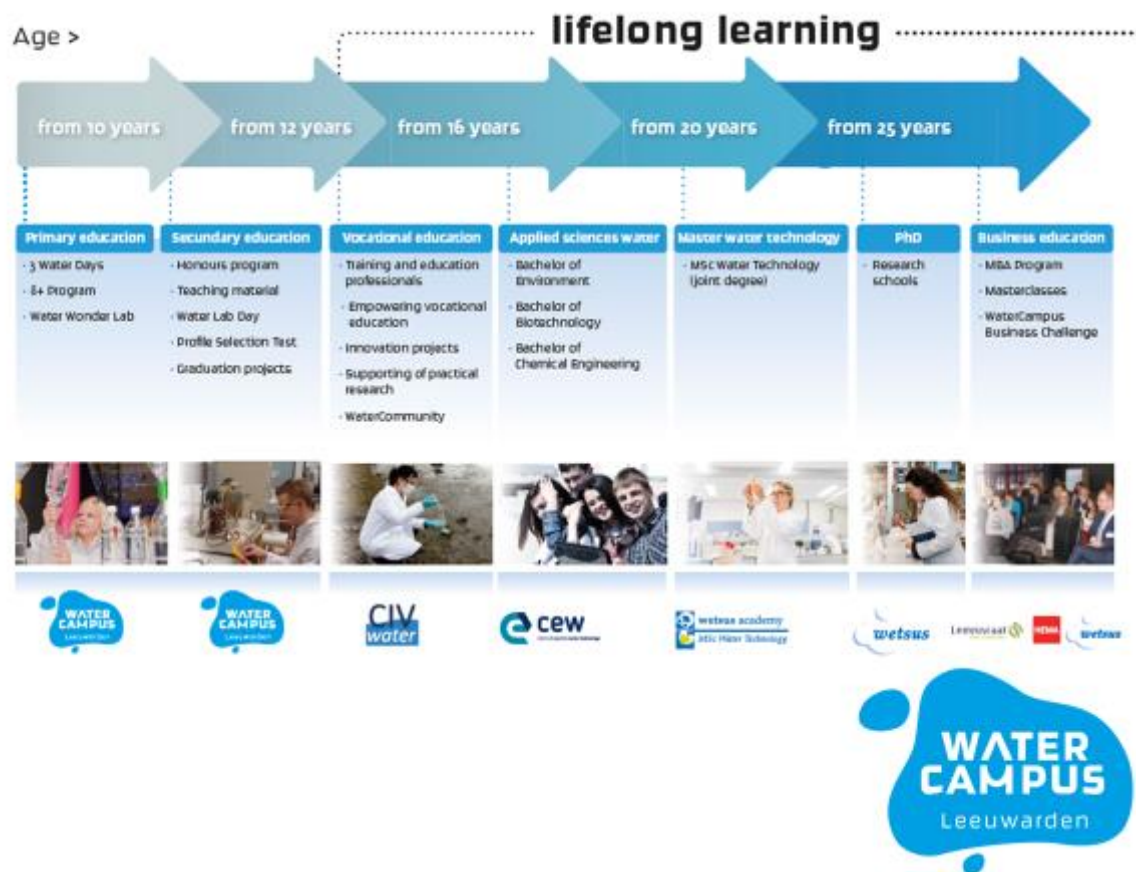 Age >
lifelong learning
from 10 years
from 12 years
from 16 years
from 20 years
from 25 years
Primary education
· 3 Water Days
· 8+ Program
· Water Wonder Lab
Secundary education
· Honours program
· Teaching material
· Water Lab Day
· Profile Selection Test
· Graduation projects
Vocational education
· Training and education
professionals
· Empowering vocational
education
· Innovation projects
· Supporting of practical
research
· WaterCommunity
Applied sciences water
· Bachelor of
Environment
· Bachelor of
Biotechnology
· Bachelor of
Chemical Engineering
Master water technology
· MSc Water Technology
(joint degree)
PhD
· Research
schools
Business education
· MBA Program
· Masterclasses
· WaterCampus
Business Challenge
WATER
CAMPUS
Leeuwarden
WATER
CAMPUS
Leeuwarden
CIV
water
cew
wetsus academy
MSc Water Technology
wetsus
wetsus
WATER
CAMPUS
Leeuwarden